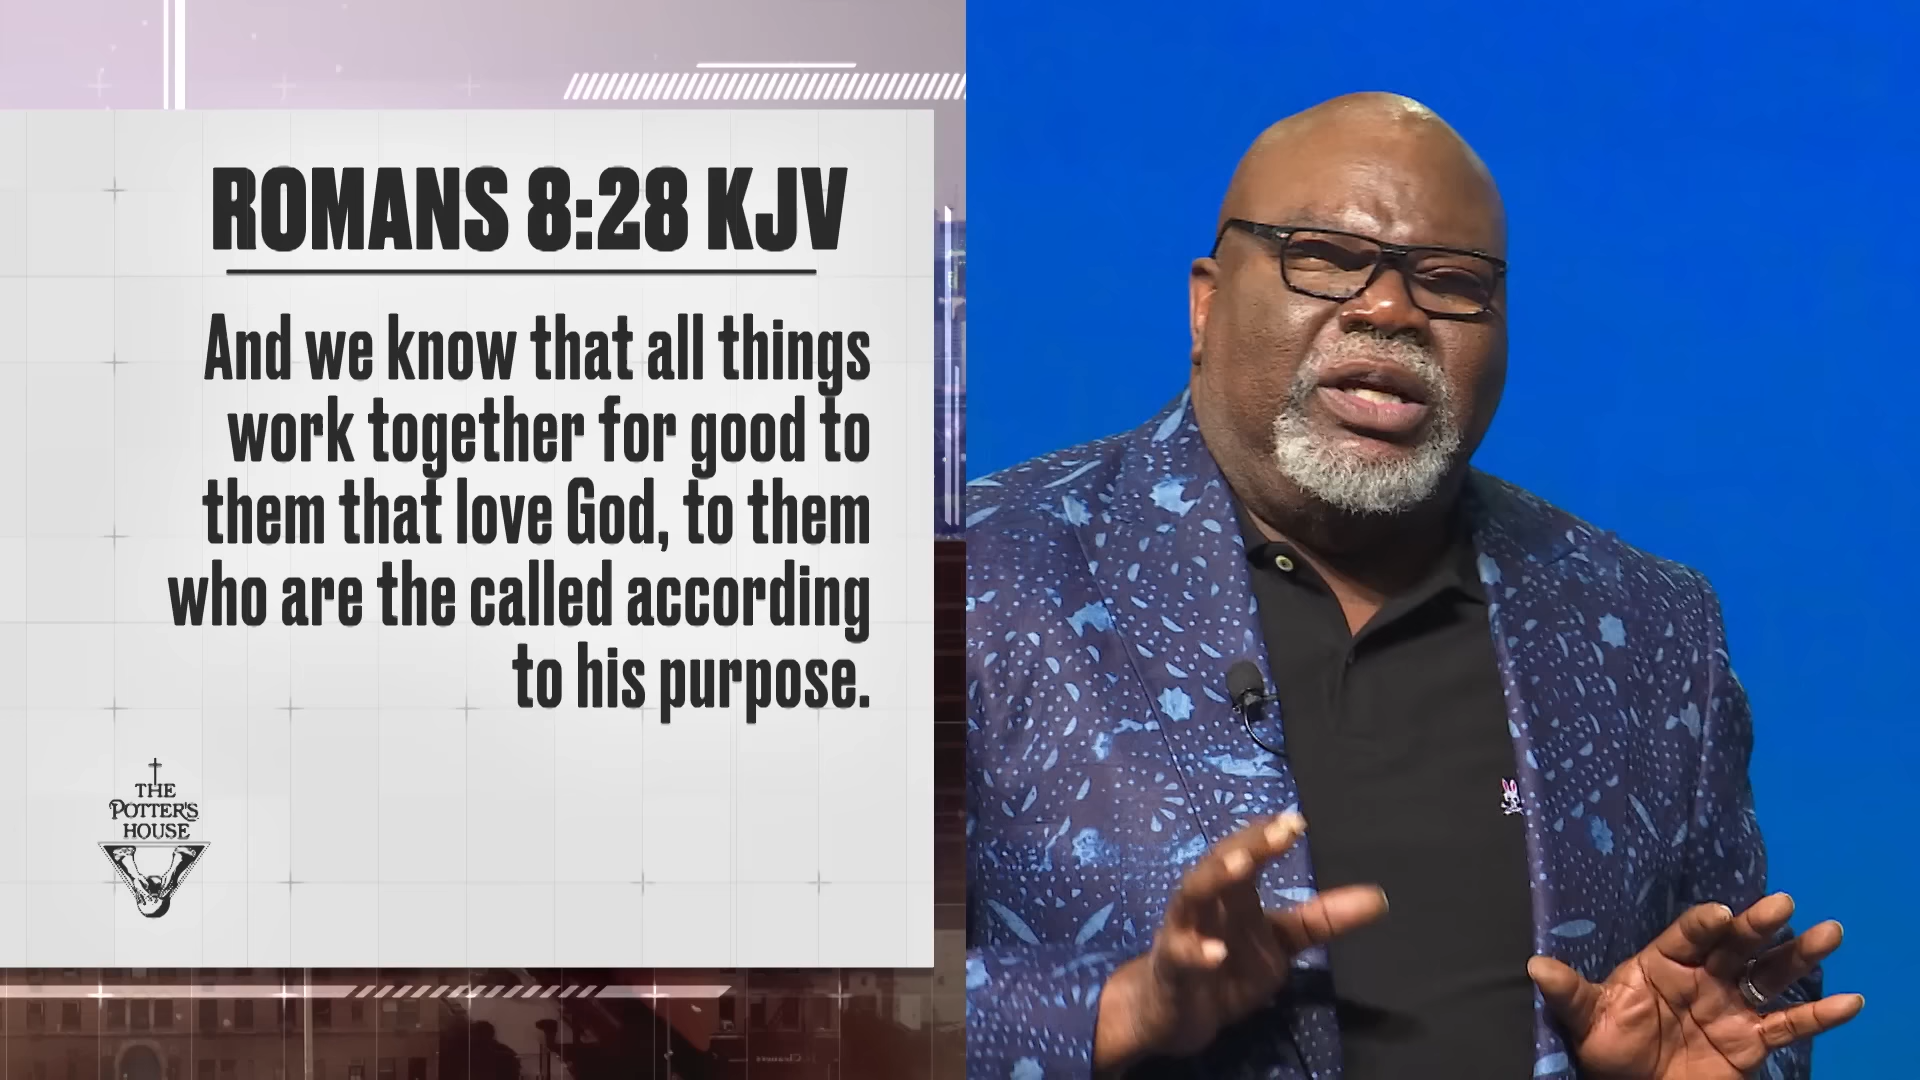 ROMANS 8:28 KJV
And we know that all things
work together for good to
them that love God, to them
who are the called according
to his purpose.
THE
POTTER'S
HOUSE
Cleaners